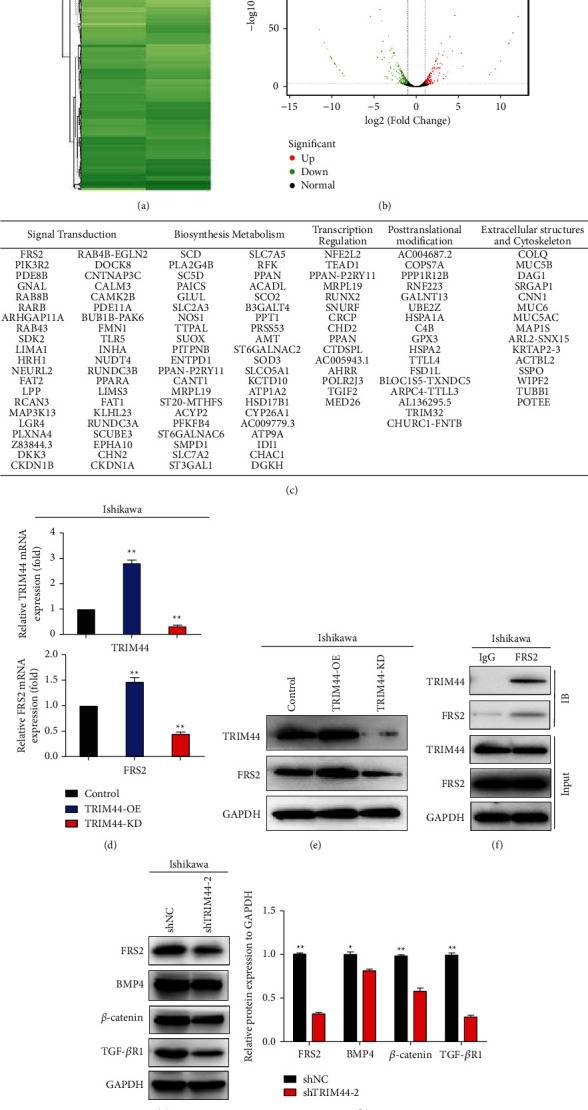 −log10
50
0
−15 −10 −5 0 5 10
log2 (Fold Change)
Significant
Up
Down
Normal
(a)
(b)
Signal Transduction Biosynthesis Metabolism Transcription Regulation Posttranslational modification Extracellular structures and Cytoskeleton
FRS2 RAB4B-EGLN2 SCD SLC7A5 NFE2L2 AC004687.2 COLQ
PIK3R2 DOCK8 PLA2G4B RFK TEAD1 COPS7A MUC5B
PDE8B CNTNAP3C SC5D PPAN PPAN-P2RY11 PPP1R12B DAG1
GNAL CALM3 PAICS ACADL MRPL19 RNF223 SRGAP1
RAB8B CAMK2B GLUL SCO2 RUNX2 GALNT13 CNN1
RARB PDE11A SLC2A3 B3GALT4 SNURF UBE2Z MUC6
ARHGAP11A BUB1B-PAK6 NOS1 PPT1 CRCP HSPA1A MUC5AC
RAB43 FMN1 TTPAL PRSS53 CHD2 C4B MAP1S
SDK2 TLR5 SUOX AMT PPAN GPX3 ARL2-SNX15
LIMA1 INHA PITPNB ST6GALNAC2 CTDSPL HSPA2 KRTAP2-3
HRH1 NUDT4 ENTPD1 SOD3 AC005943.1 TTLL4 ACTBL2
NEURL2 RUNDC3B PPAN-P2RY11 SLCO5A1 AHRR FSD1L SSPO
FAT2 PPARA CANT1 KCTD10 POLR2J3 BLOC1S5-TXNDC5 WIPF2
LPP LIMS3 MRPL19 ATP1A2 TGIF2 ARPC4-TTLL3 TUBB1
RCAN3 FAT1 ST20-MTHFS HSD17B1 MED26 AL136295.5 POTEE
MAP3K13 KLHL23 ACYP2 CYP26A1 TRIM32
LGR4 RUNDC3A PFKFB4 AC009779.3 CHURC1-FNTB
PLXNA4 SCUBE3 ST6GALNAC6 ATP9A
Z83844.3 EPHA10 SMPD1 IDI1
DKK3 CHN2 SLC7A2 CHAC1
CKDN1B CKDN1A ST3GAL1 DGKH
(c)
Ishikawa
Relative TRIM44 mRNA
expression (fold)
4
3
2
1
0
**
**
TRIM44
Relative FRS2 mRNA
expression (fold)
2.0
1.5
1.0
0.5
0.0
**
**
FRS2
Control
TRIM44-OE
TRIM44-KD
(d)
Ishikawa
Control
TRIM44-OE
TRIM44-KD
TRIM44
FRS2
GAPDH
(e)
Ishikawa
IgG FRS2
TRIM44
FRS2
IB
TRIM44
FRS2
GAPDH
Input
(f)
Ishikawa
shNC
shTRIM44-2
FRS2
BMP4
β-catenin
TGF-βR1
GAPDH
Relative protein expression to GAPDH
1.5
1.0
0.5
0.0
** * ** **
FRS2 BMP4 β-catenin TGF-βR1
shNC
shTRIM44-2